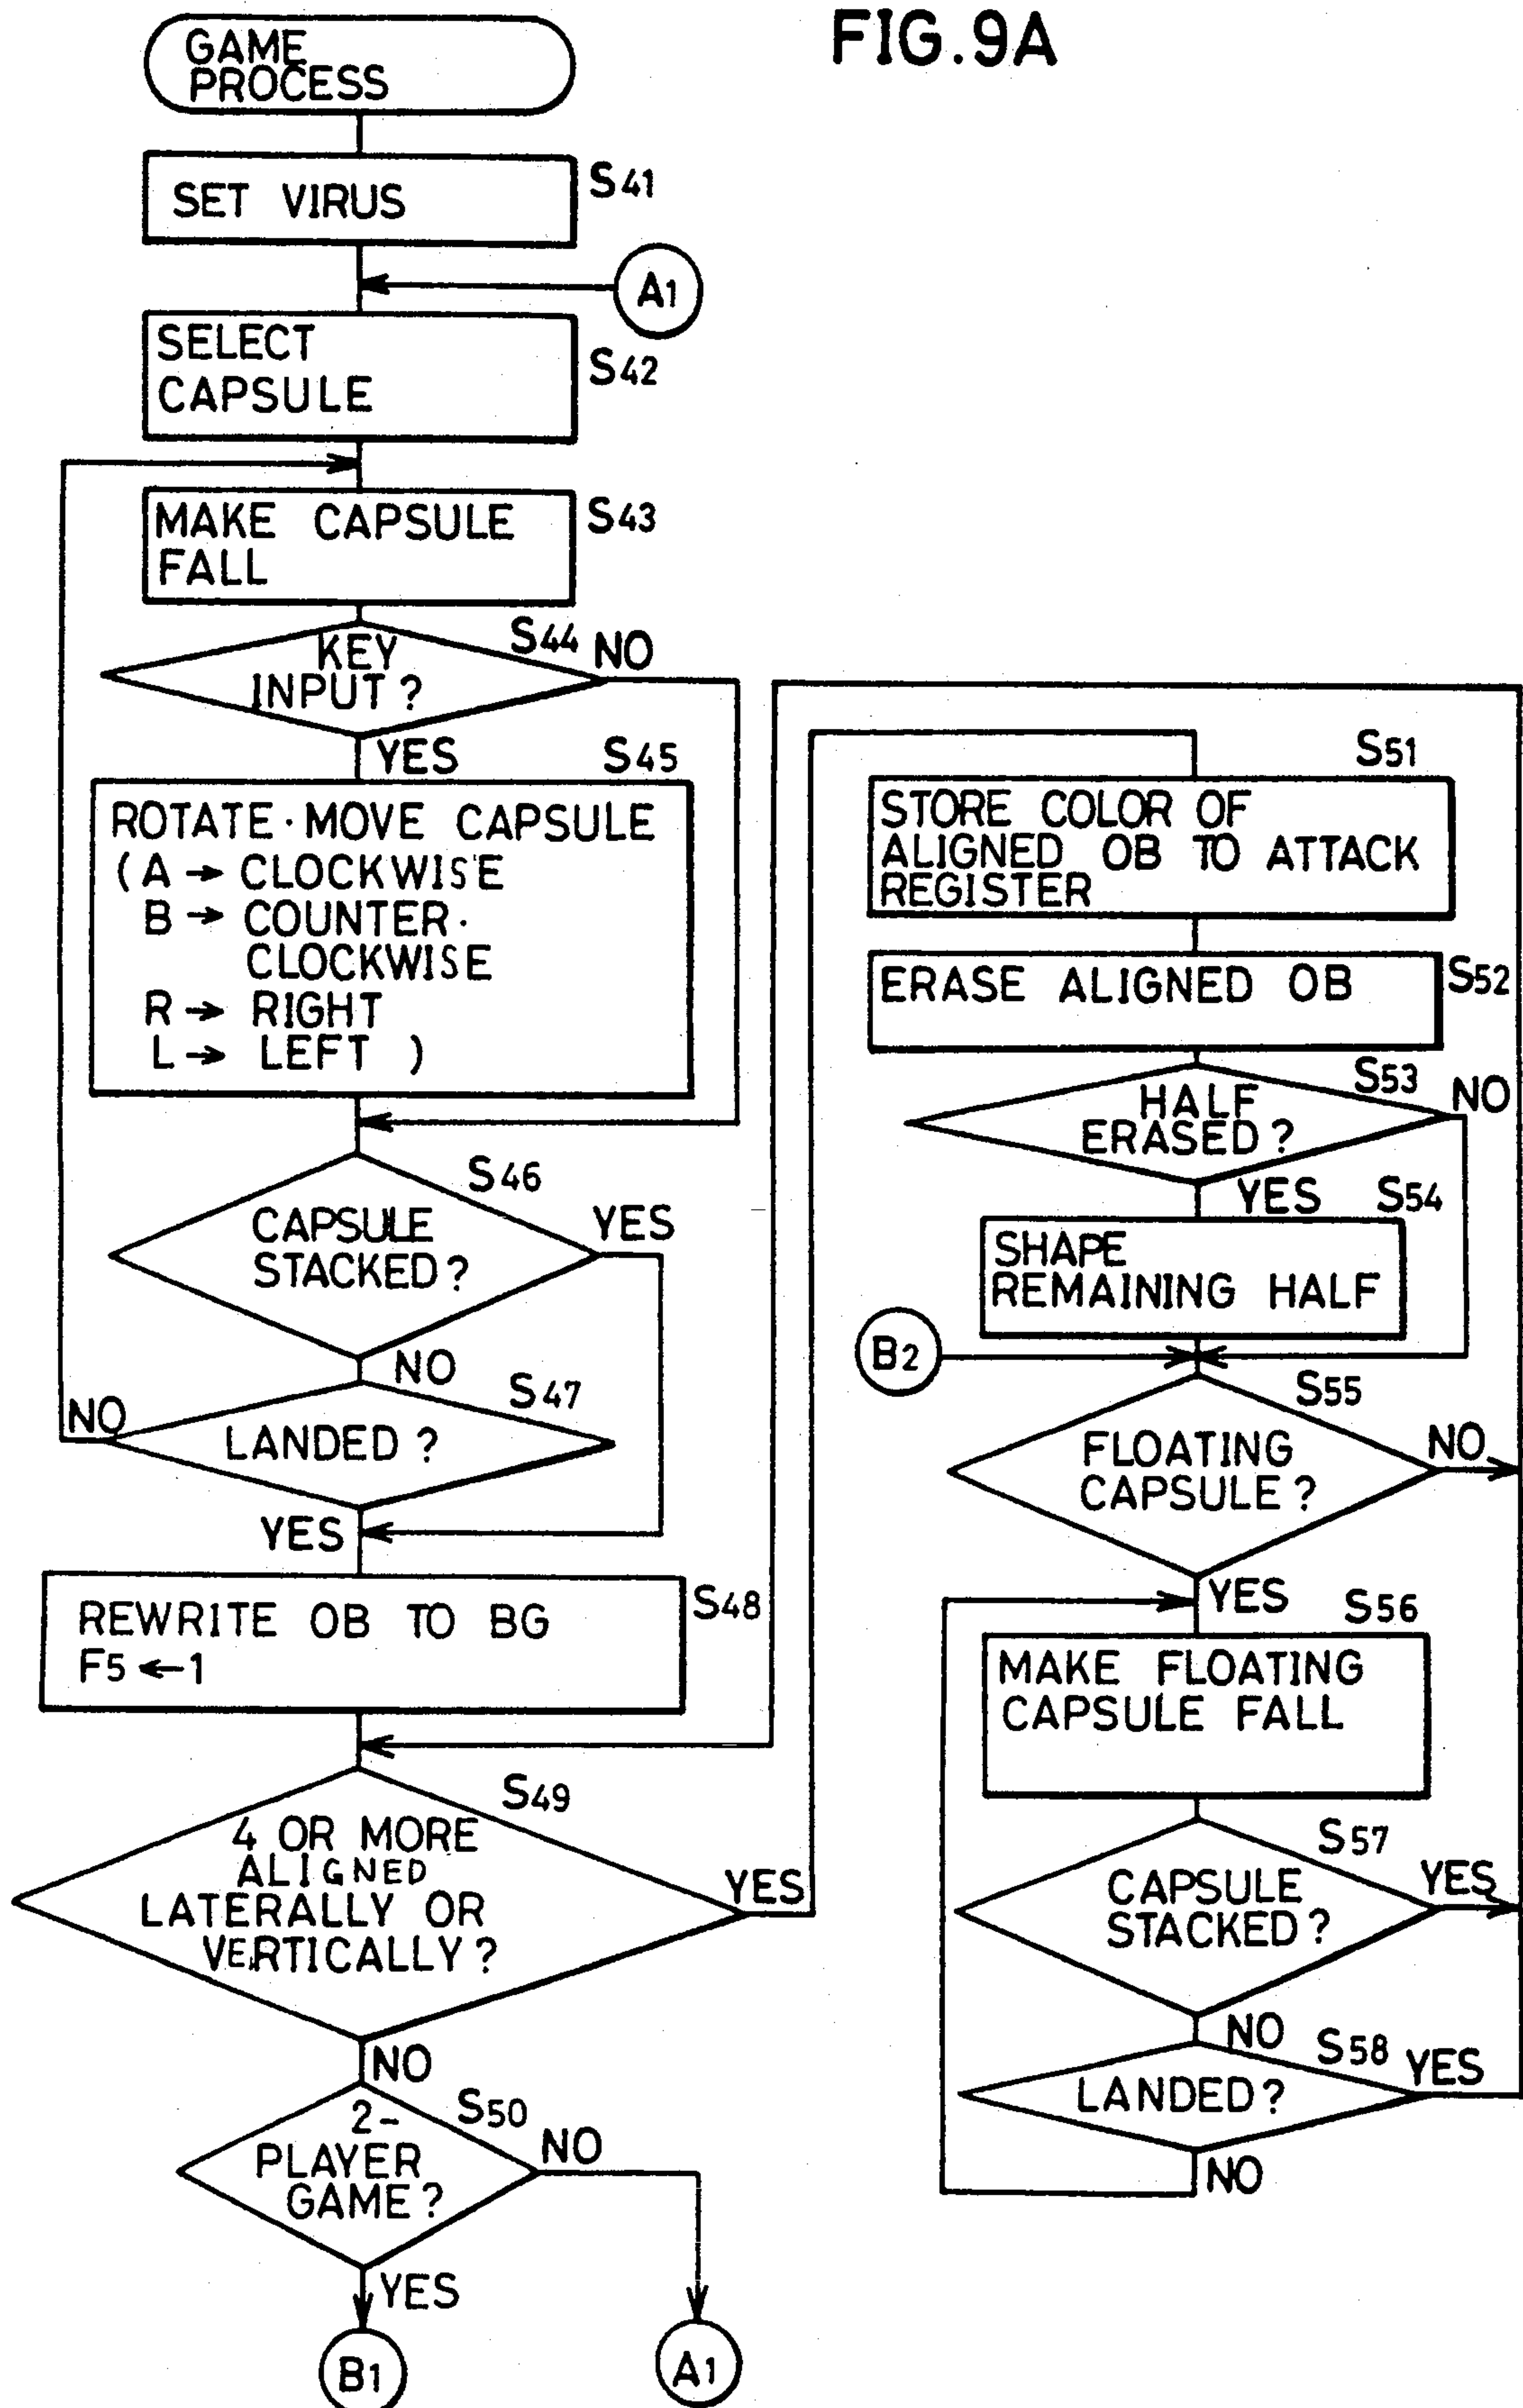 FIG.9A
GAME
PROCESS
SET VIRUS
S41
A1
SELECT
CAPSULE
S42
MAKE CAPSULE
FALL
S43
KEY
INPUT?
S44
NO
YES
S45
ROTATE·MOVE CAPSULE
(A → CLOCKWISE
B → COUNTER·
CLOCKWISE
R → RIGHT
L → LEFT )
S46
CAPSULE
STACKED?
YES
NO
S47
LANDED?
NO
YES
REWRITE OB TO BG
F5 ← 1
S48
S49
4 OR MORE
ALIGNED
LATERALLY OR
VERTICALLY?
YES
NO
S50
2-
PLAYER
GAME?
NO
YES
B1
A1
S51
STORE COLOR OF
ALIGNED OB TO ATTACK
REGISTER
ERASE ALIGNED OB
S52
S53
HALF
ERASED?
NO
YES
S54
SHAPE
REMAINING HALF
B2
S55
FLOATING
CAPSULE?
NO
YES
S56
MAKE FLOATING
CAPSULE FALL
S57
CAPSULE
STACKED?
YES
NO
S58
LANDED?
YES
NO